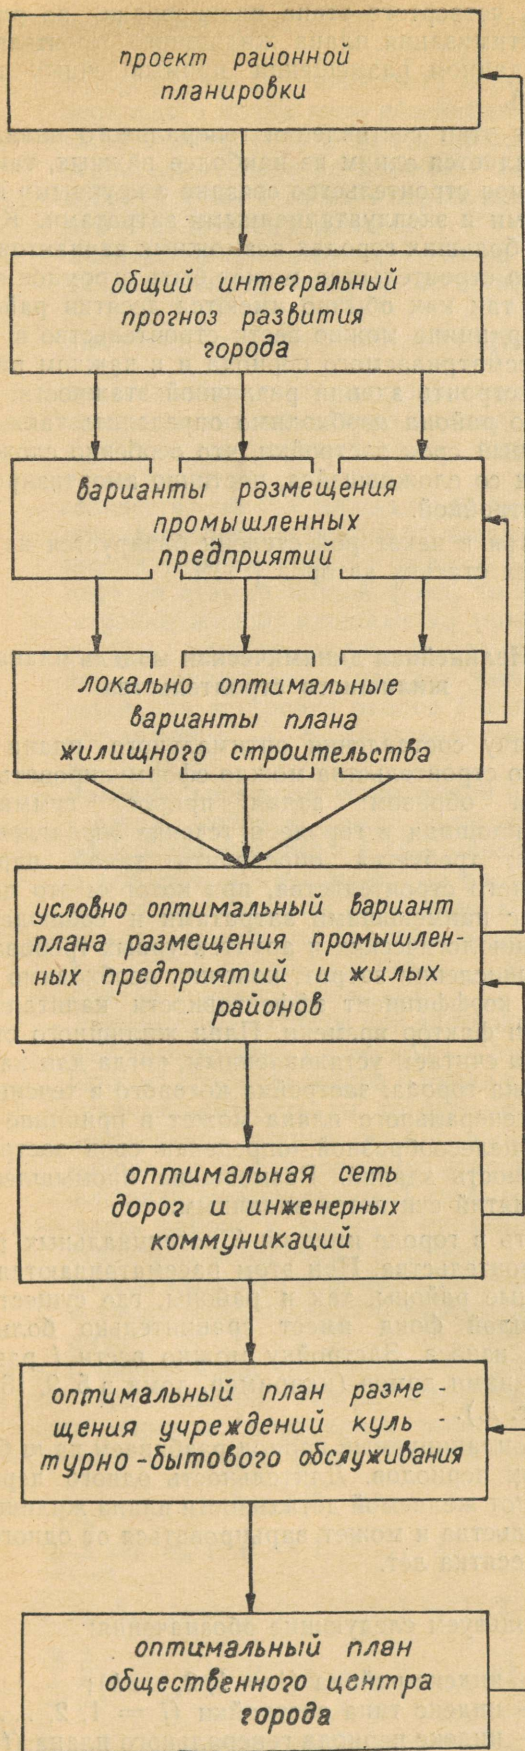 проект районной
планировки
общий интегральный
прогноз развития
города
варианты размещения
промышленных
предприятий
локально оптимальные
варианты плана
жилищного строительства
условно оптимальный вариант
плана размещения промышлен-
ных предприятий и жилых
районов
оптимальная сеть
дорог и инженерных
коммуникаций
оптимальный план разме-
щения учреждений куль-
турно-бытового обслуживания
оптимальный план
общественного центра
города